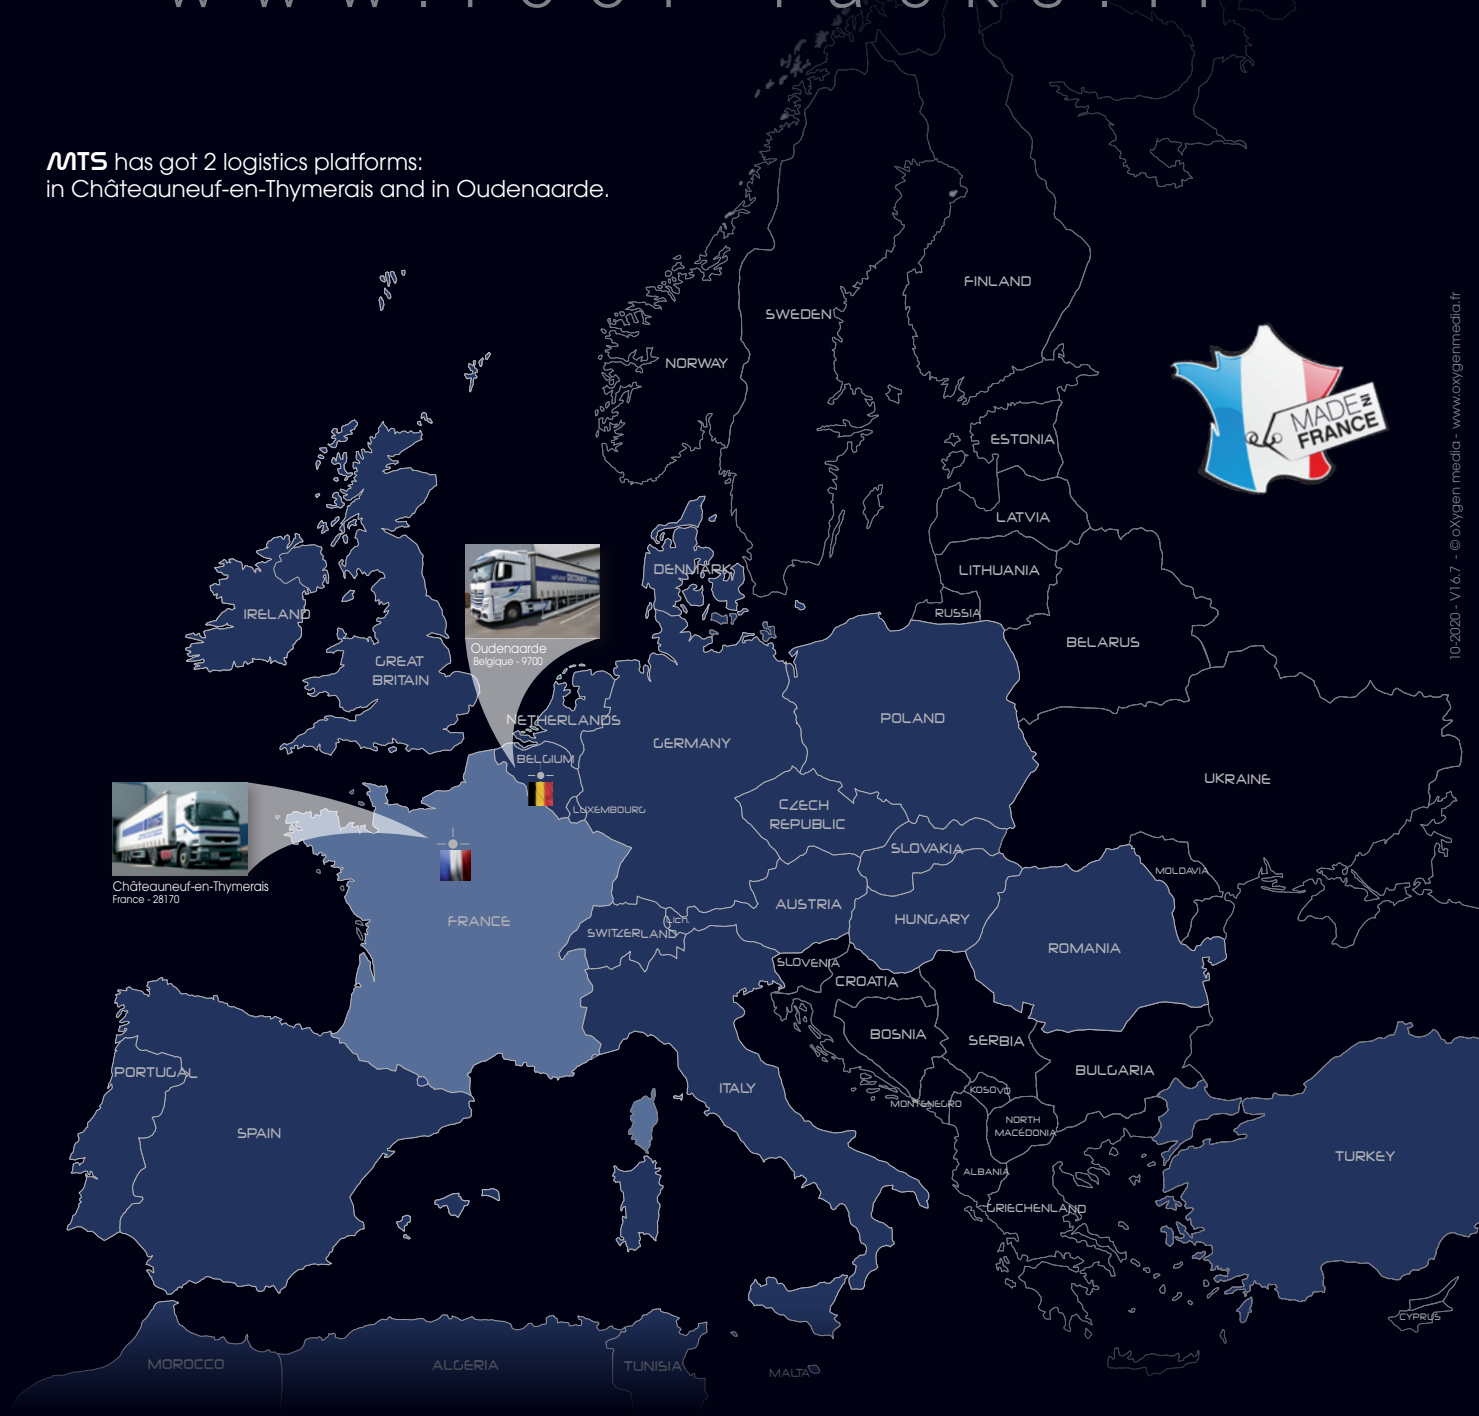 MTS has got 2 logistics platforms:
in Châteauneuf-en-Thymerais and in Oudenaarde.
FINLAND
SWEDEN
NORWAY
MADE IN
FRANCE
ESTONIA
LATVIA
DENMARK
LITHUANIA
RUSSIA
IRELAND
BELARUS
Oudenaarde
Belgique - 9700
GREAT
BRITAIN
NETHERLANDS
POLAND
GERMANY
BELGIUM
UKRAINE
LUXEMBOURG
CZECH
REPUBLIC
SLOVAKIA
MOLDAVIA
Châteauneuf-en-Thymerais
France - 28170
AUSTRIA
FRANCE
LICH.
HUNGARY
SWITZERLAND
ROMANIA
SLOVENIA
CROATIA
BOSNIA
SERBIA
PORTUGAL
BULGARIA
ITALY
KOSOVO
MONTENEGRO
NORTH
MACÉDONIA
SPAIN
TURKEY
ALBANIA
GRIECHENLAND
CYPRUS
MOROCCO
ALGERIA
TUNISIA
MALTA
10-2020 - V16.7 - © oXygen media - www.oxygenmedia.fr